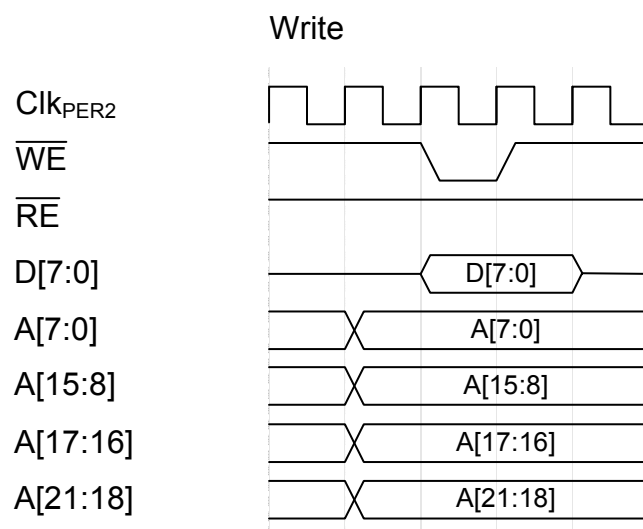 Write
ClkPER2
WE
RE
D[7:0] D[7:0]
A[7:0] A[7:0]
A[15:8] A[15:8]
A[17:16] A[17:16]
A[21:18] A[21:18]